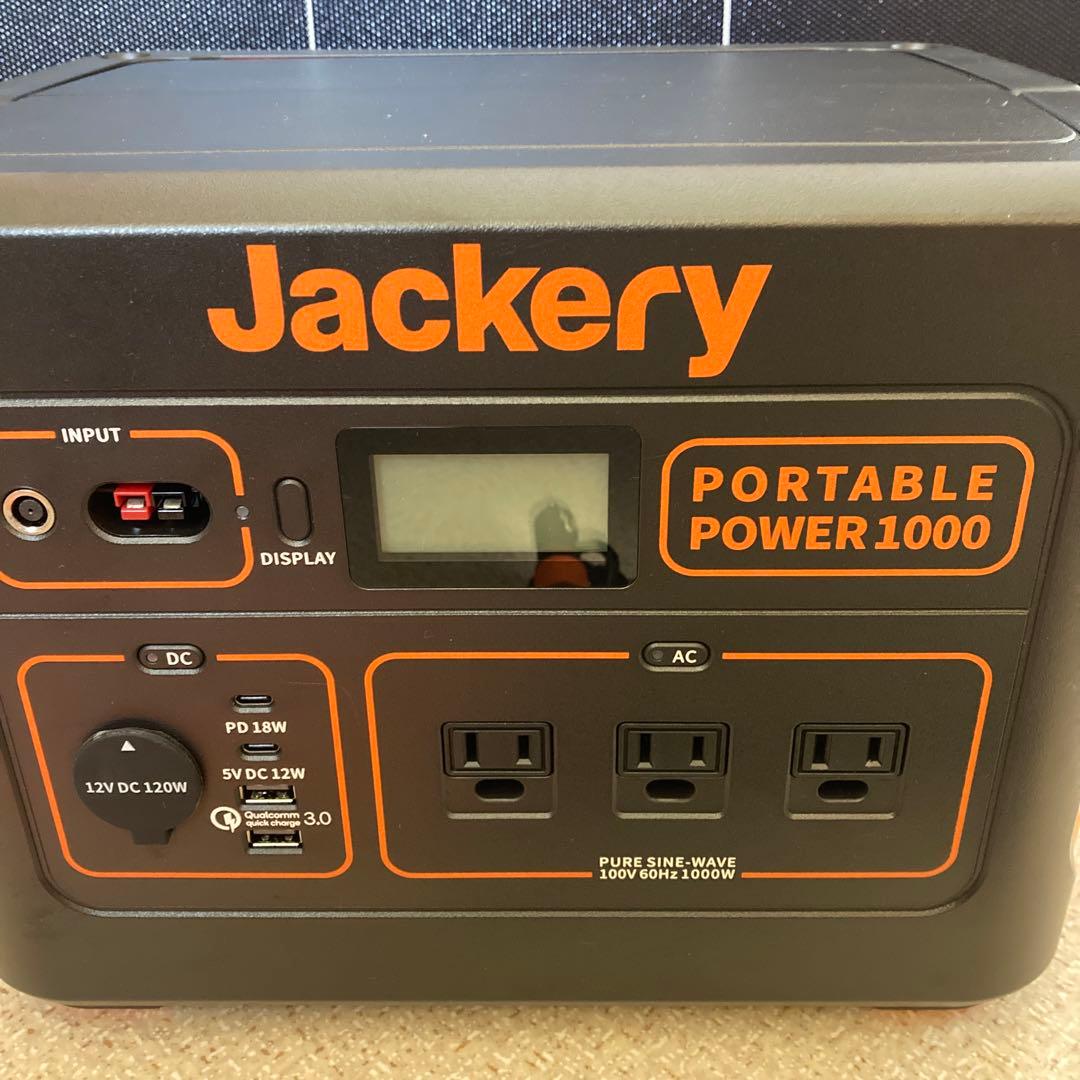 Jackery
INPUT
DISPLAY
PORTABLE
POWER 1000
DC
PD 18W
5V DC 12W
12V DC 120W
Qualcomm
quick charge 3.0
AC
PURE SINE-WAVE
100V 60Hz 1000W